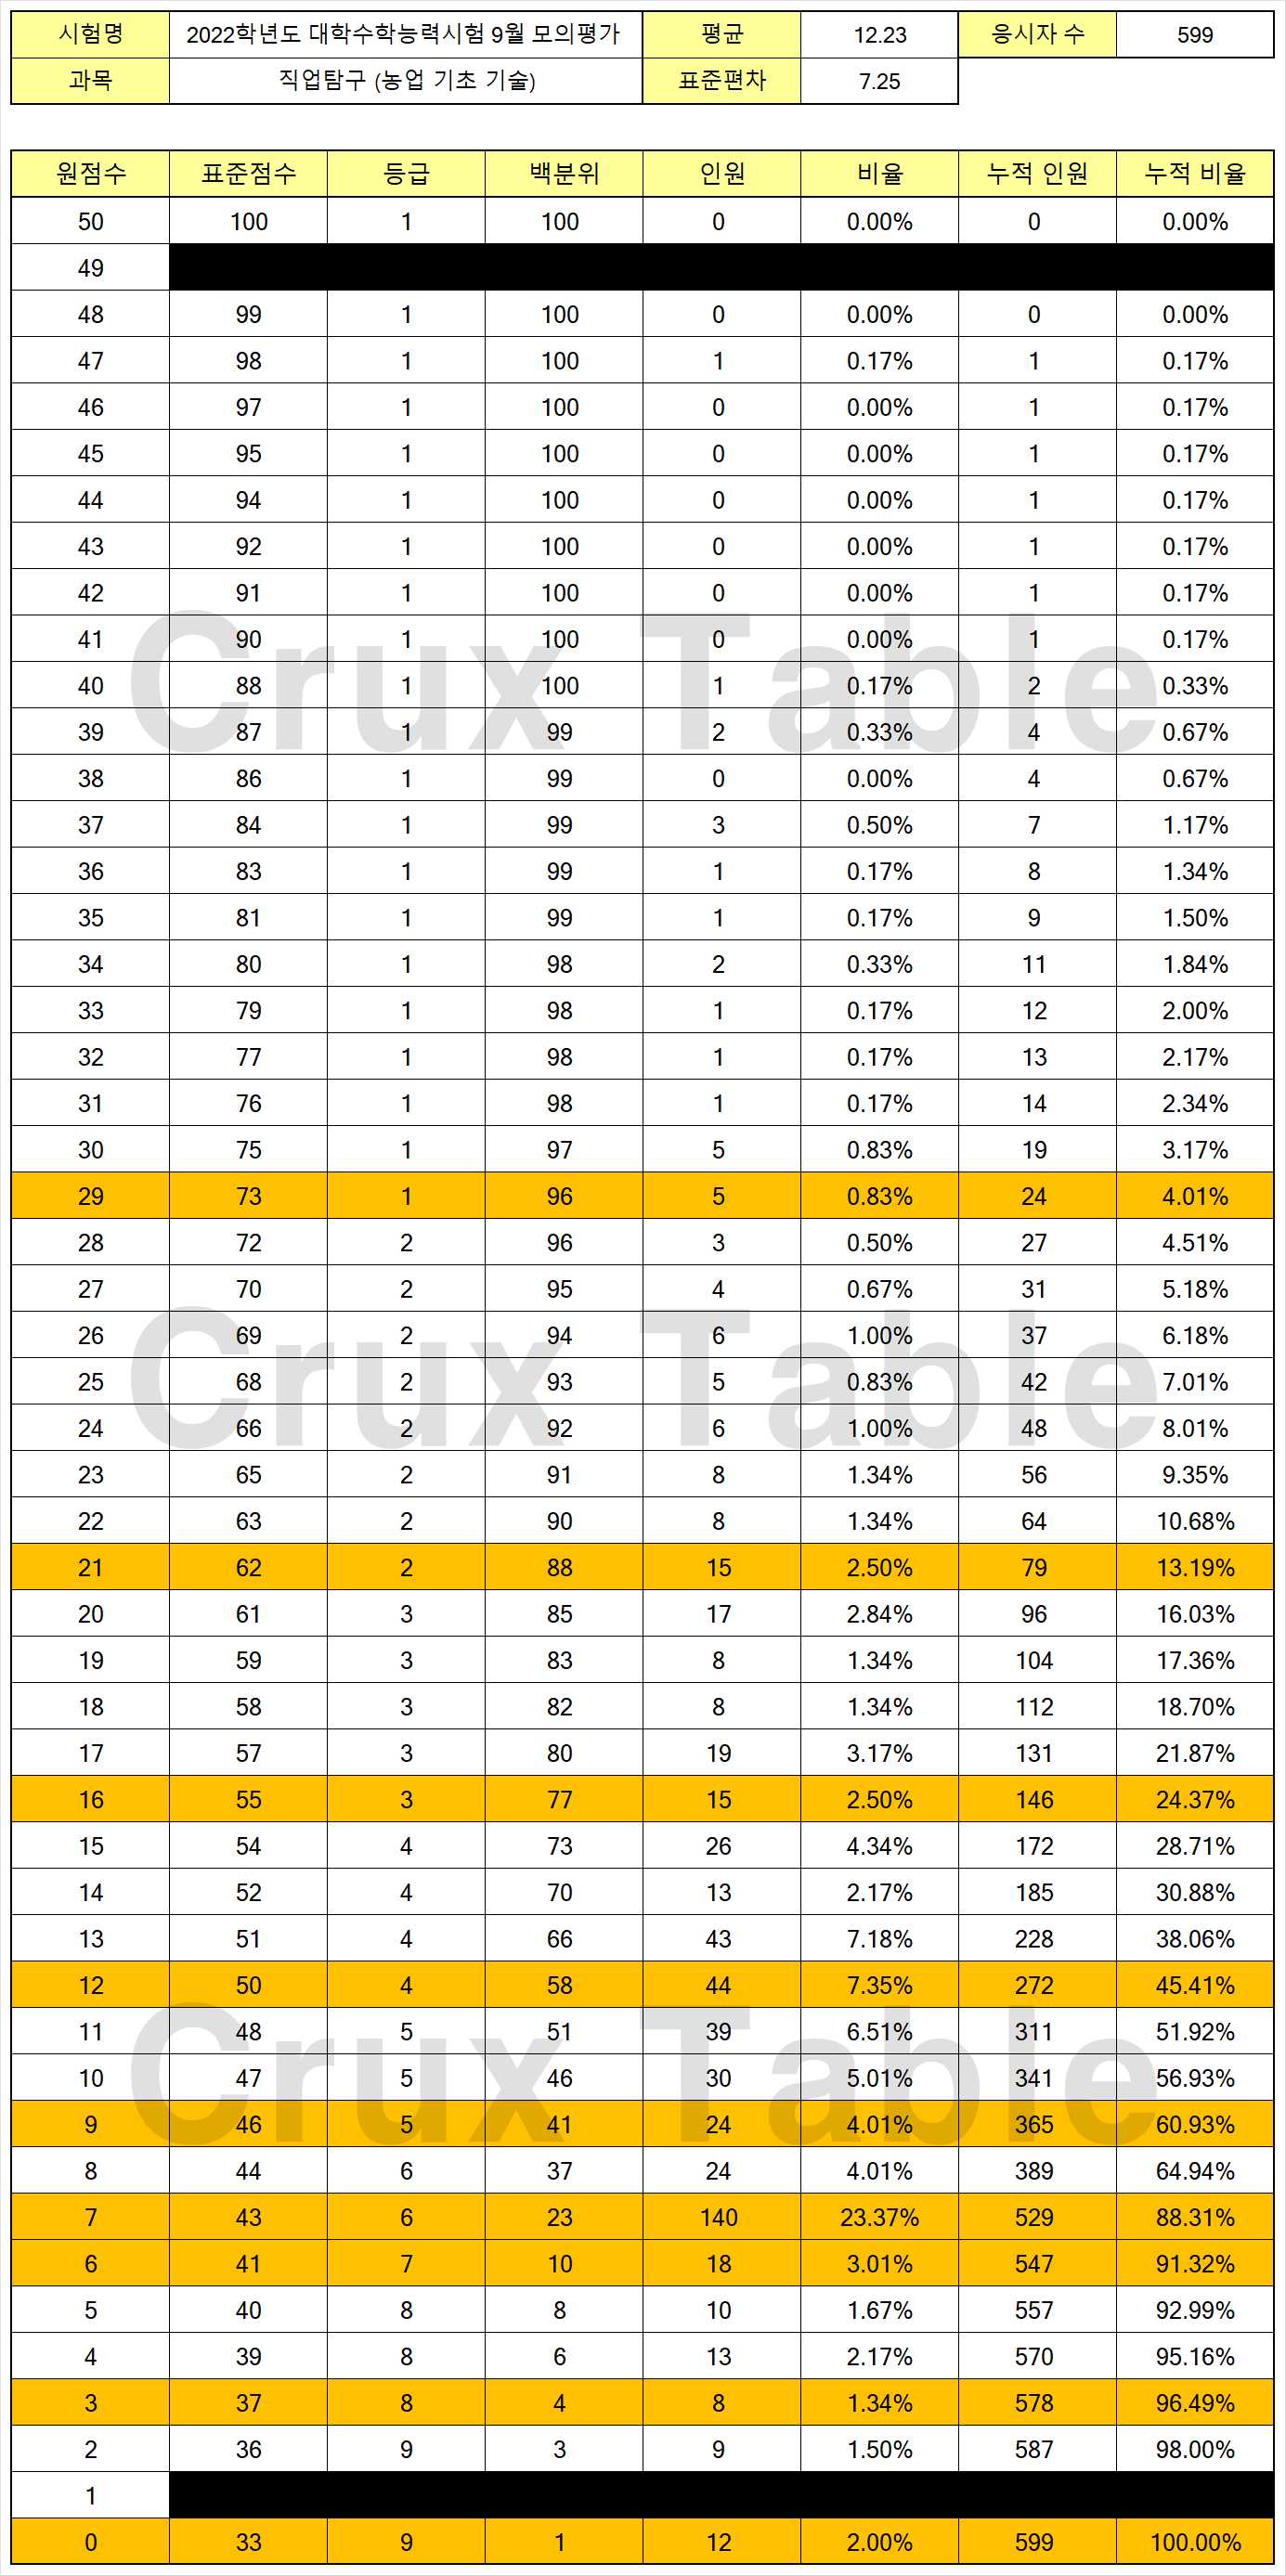 시험명 2022학년도 대학수학능력시험 9월 모의평가 평균 12.23 응시자 수 599
과목 직업탐구 (농업 기초 기술) 표준편차 7.25
원점수 표준점수 등급 백분위 인원 비율 누적 인원 누적 비율
50 100 1 100 0 0.00% 0 0.00%
49
48 99 1 100 0 0.00% 0 0.00%
47 98 1 100 1 0.17% 1 0.17%
46 97 1 100 0 0.00% 1 0.17%
45 95 1 100 0 0.00% 1 0.17%
44 94 1 100 0 0.00% 1 0.17%
43 92 1 100 0 0.00% 1 0.17%
42 91 1 100 0 0.00% 1 0.17%
41 90 1 100 0 0.00% 1 0.17%
Crux Table
40 88 1 100 1 0.17% 2 0.33%
39 87 1 99 2 0.33% 4 0.67%
38 86 1 99 0 0.00% 4 0.67%
37 84 1 99 3 0.50% 7 1.17%
36 83 1 99 1 0.17% 8 1.34%
35 81 1 99 1 0.17% 9 1.50%
34 80 1 98 2 0.33% 11 1.84%
33 79 1 98 1 0.17% 12 2.00%
32 77 1 98 1 0.17% 13 2.17%
31 76 1 98 1 0.17% 14 2.34%
30 75 1 97 5 0.83% 19 3.17%
29 73 1 96 5 0.83% 24 4.01%
28 72 2 96 3 0.50% 27 4.51%
27 70 2 95 4 0.67% 31 5.18%
26 69 2 94 6 1.00% 37 6.18%
Crux Table
25 68 2 93 5 0.83% 42 7.01%
24 66 2 92 6 1.00% 48 8.01%
23 65 2 91 8 1.34% 56 9.35%
22 63 2 90 8 1.34% 64 10.68%
21 62 2 88 15 2.50% 79 13.19%
20 61 3 85 17 2.84% 96 16.03%
19 59 3 83 8 1.34% 104 17.36%
18 58 3 82 8 1.34% 112 18.70%
17 57 3 80 19 3.17% 131 21.87%
16 55 3 77 15 2.50% 146 24.37%
15 54 4 73 26 4.34% 172 28.71%
14 52 4 70 13 2.17% 185 30.88%
13 51 4 66 43 7.18% 228 38.06%
12 50 4 58 44 7.35% 272 45.41%
11 48 5 51 39 6.51% 311 51.92%
Crux Table
10 47 5 46 30 5.01% 341 56.93%
9 46 5 41 24 4.01% 365 60.93%
8 44 6 37 24 4.01% 389 64.94%
7 43 6 23 140 23.37% 529 88.31%
6 41 7 10 18 3.01% 547 91.32%
5 40 8 8 10 1.67% 557 92.99%
4 39 8 6 13 2.17% 570 95.16%
3 37 8 4 8 1.34% 578 96.49%
2 36 9 3 9 1.50% 587 98.00%
1
0 33 9 1 12 2.00% 599 100.00%